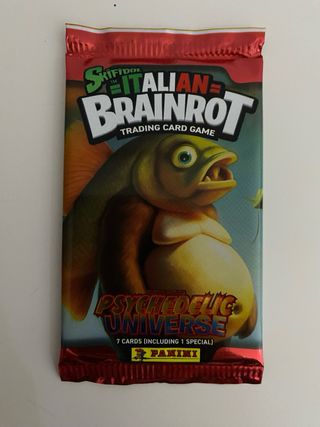 SKIFIDOL
ITALIAN
BRAINROT
TRADING CARD GAME
PSYCHEDELIC
UNIVERSE
7 CARDS (INCLUDING 1 SPECIAL)
PANINI